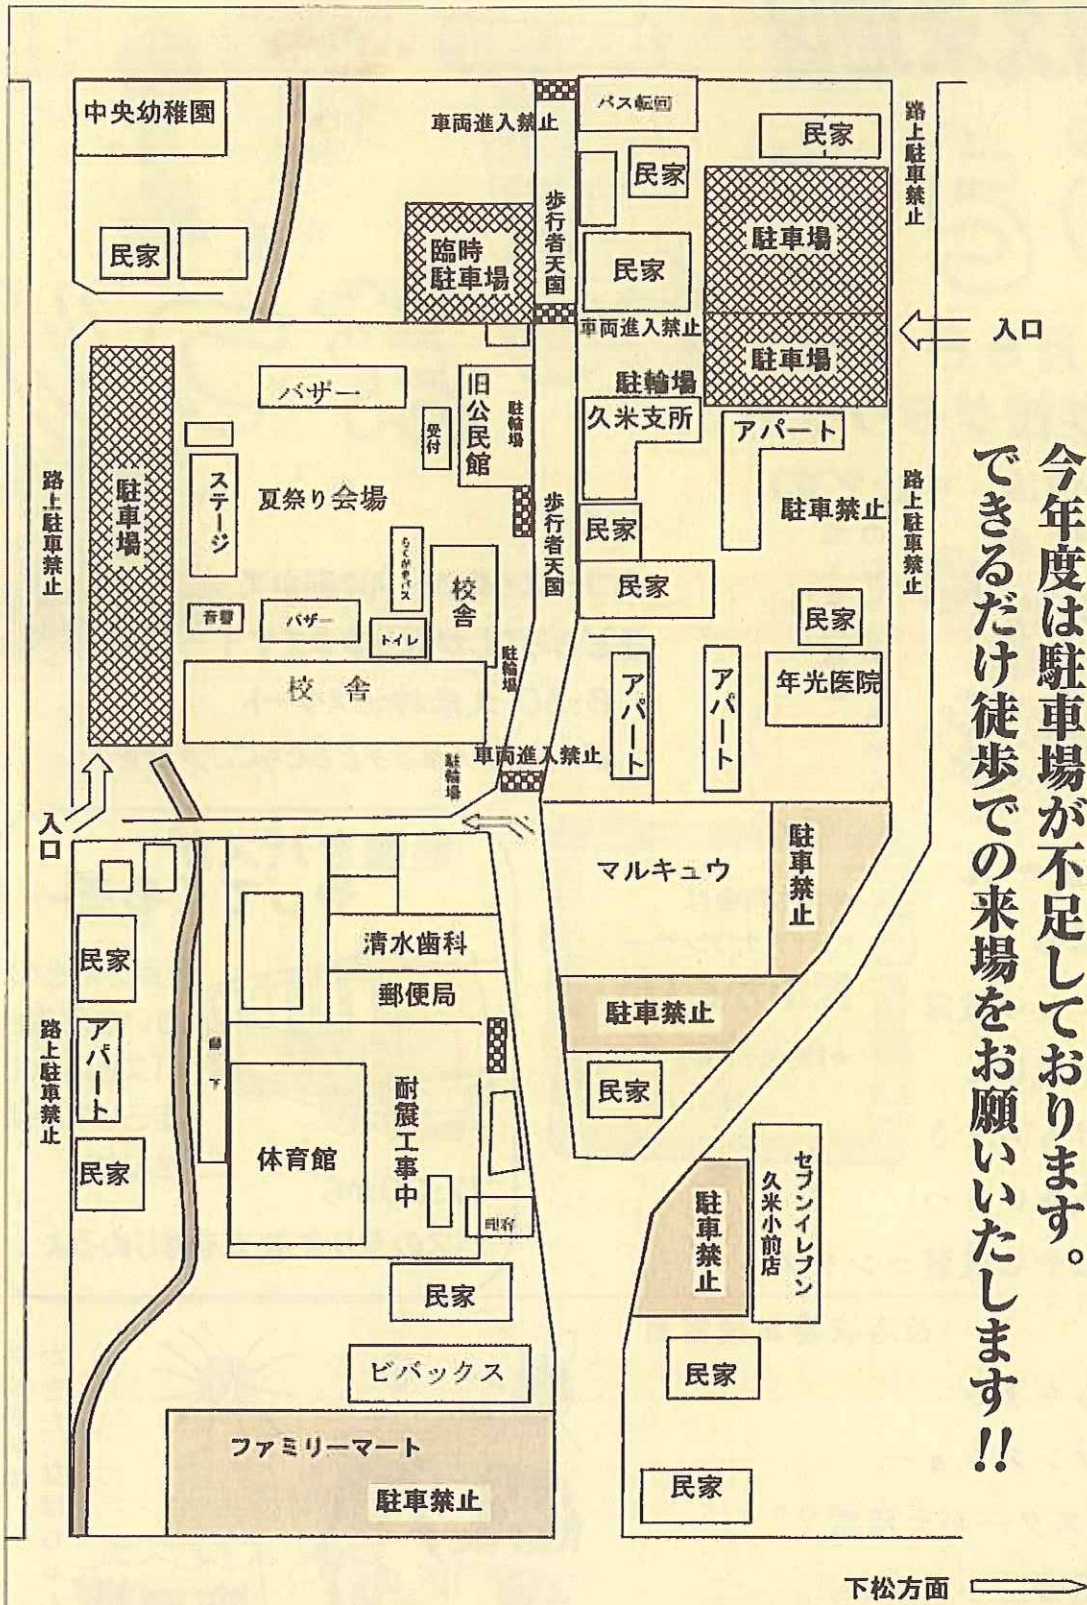 今年度は駐車場が不足しております。
できるだけ徒歩での来場をお願いいたします!!
中央幼稚園
車両進入禁止
バス転回
民家
路上駐車禁止
民家
歩行者天国
駐車場
民家
臨時
駐車場
民家
車両進入禁止
駐車場
入口
駐輪場
バザー
旧公民館
駐輪場
受付
久米支所
アパート
路上駐車禁止
駐車場
ステージ
夏祭り会場
歩行者天国
駐車禁止
路上駐車禁止
民家
校舎
民家
民家
音響
バザー
トイレ
駐輪場
校舎
アパート
アパート
年光医院
車両進入禁止
駐輪場
入口
マルキュウ
駐車禁止
清水歯科
民家
郵便局
駐車禁止
アパート
路上駐車禁止
民家
民家
体育館
耐震工事中
セブンイレブン
久米小前店
駐車禁止
民家
ビバックス
民家
ファミリーマート
駐車禁止
民家
下松方面